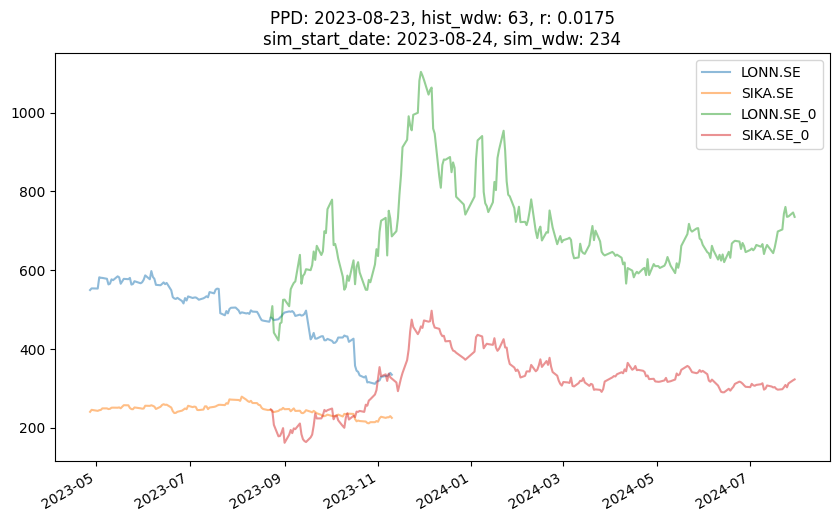 PPD: 2023-08-23, hist_wdw: 63, r: 0.0175
sim_start_date: 2023-08-24, sim_wdw: 234
LONN.SE
SIKA.SE
LONN.SE_0
SIKA.SE_0
1000
800
600
400
200
2023-05
2023-07
2023-09
2023-11
2024-01
2024-03
2024-05
2024-07